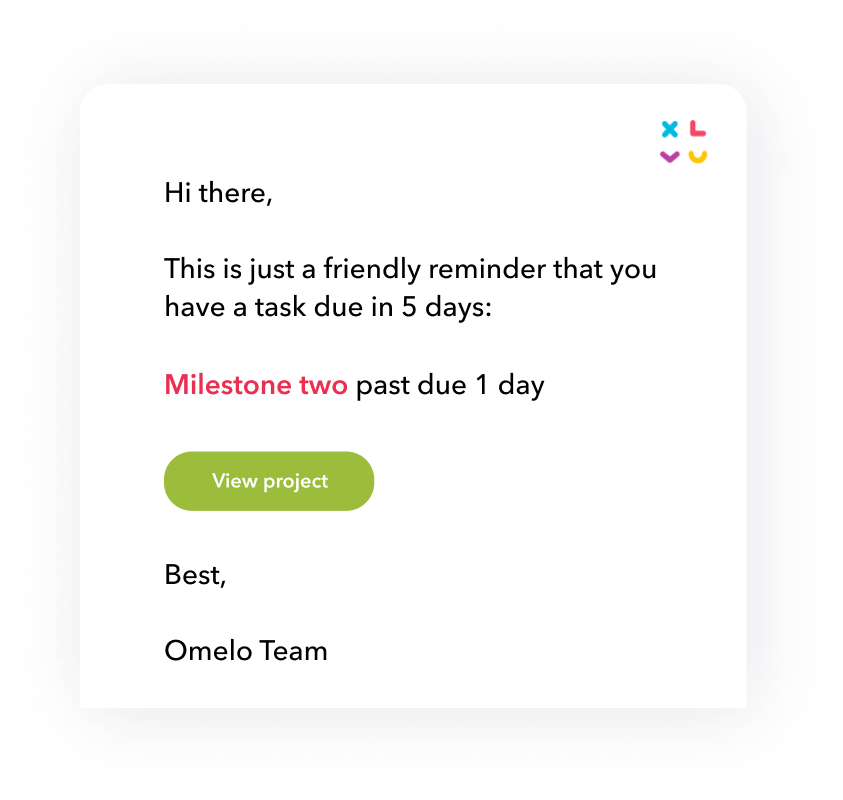 Hi there,
This is just a friendly reminder that you
have a task due in 5 days:
Milestone two past due 1 day
View project
Best,
Omelo Team